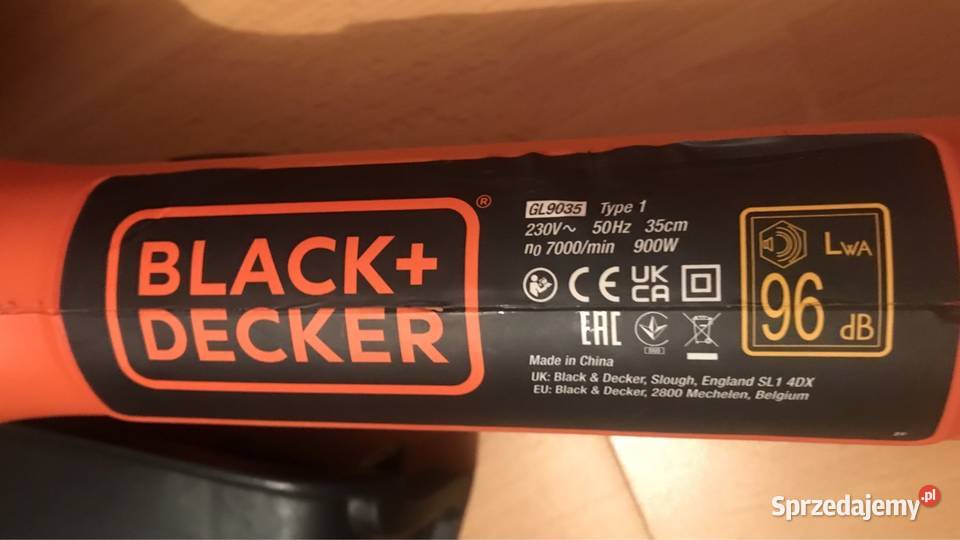 BLACK+
DECKER®
GL9035 Type 1
230V~ 50Hz 35cm
n0 7000/min 900W
CE UK
CA
EAC
Made in China
UK: Black & Decker, Slough, England SL1 4DX
EU: Black & Decker, 2800 Mechelen, Belgium
LWA
96 dB
Sprzedajemy.pl